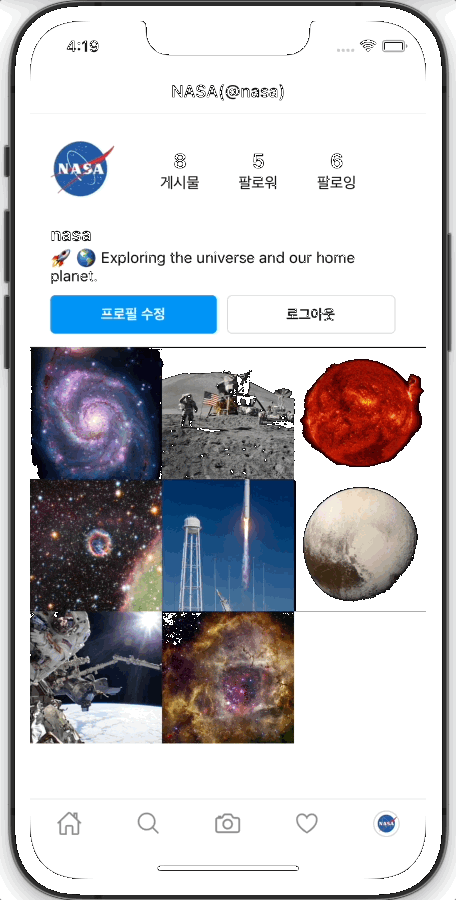 4:19
NASA(@nasa)
NASA
8
5
6
게시물
팔로워
팔로잉
nasa
🚀 🌎 Exploring the universe and our home
planet.
프로필 수정
로그아웃
NASA